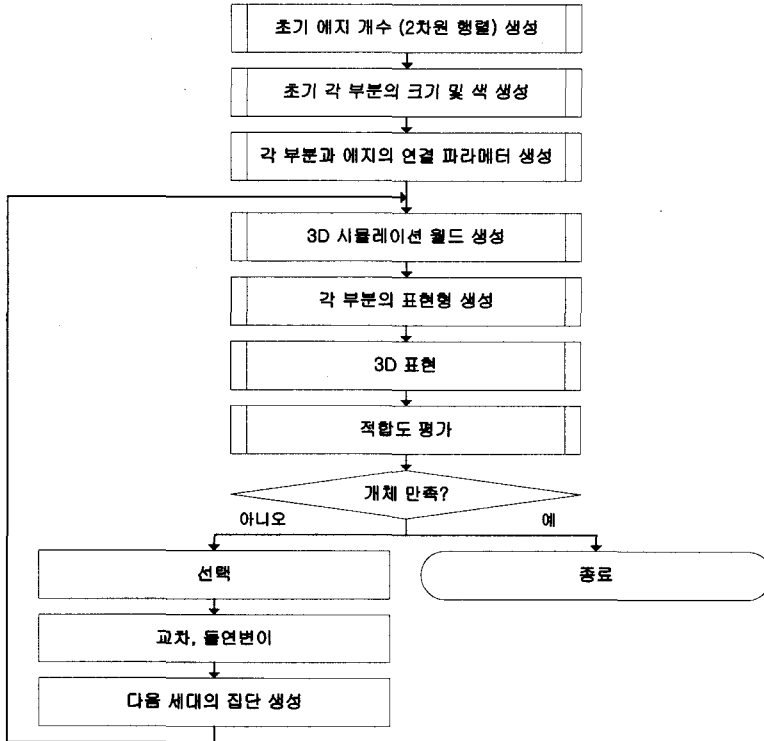 초기 에지 개수 (2차원 행렬) 생성
초기 각 부분의 크기 및 색 생성
각 부분과 에지의 연결 파라메터 생성
3D 시뮬레이션 월드 생성
각 부분의 표현형 생성
3D 표현
적합도 평가
개체 만족?
아니오
예
선택
종료
교차, 돌연변이
다음 세대의 집단 생성